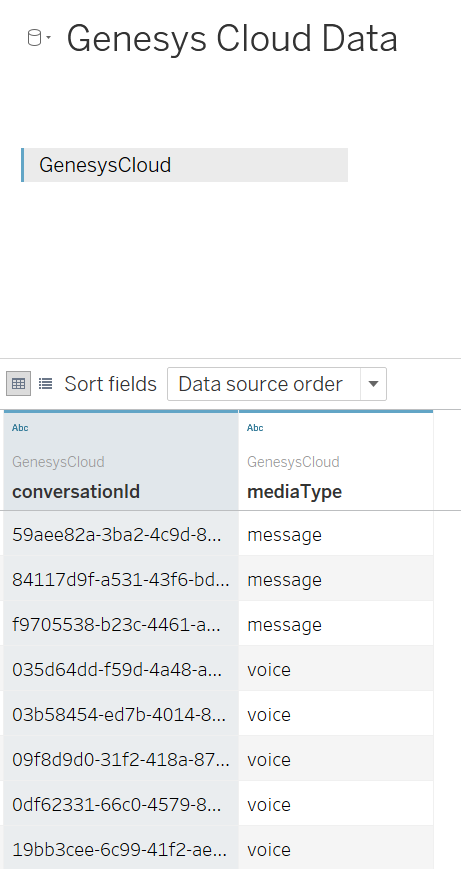 Genesys Cloud Data
GenesysCloud
Sort fields Data source order
Abc Abc
GenesysCloud GenesysCloud
conversationId mediaType
59aee82a-3ba2-4c9d-8... message
84117d9f-a531-43f6-bd... message
f9705538-b23c-4461-a... message
035d64dd-f59d-4a48-a... voice
03b58454-ed7b-4014-8... voice
09f8d9d0-31f2-418a-87... voice
0df62331-66c0-4579-8... voice
19bb3cee-6c99-41f2-ae... voice